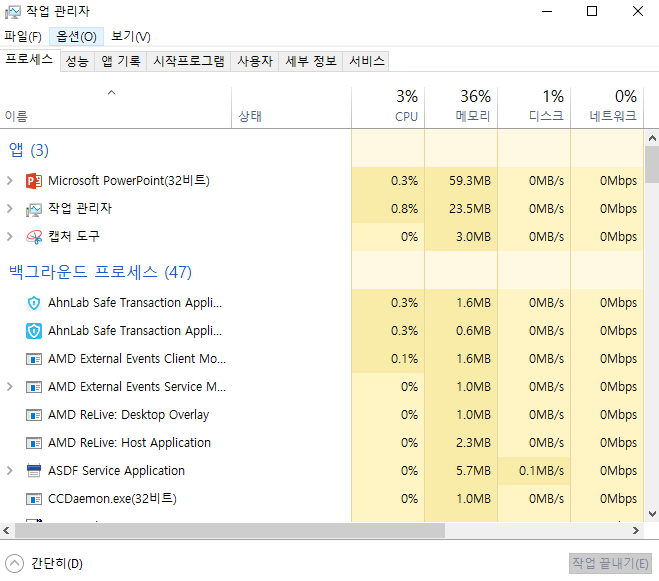 작업 관리자
파일(F) 옵션(O) 보기(V)
프로세스 성능 앱 기록 시작프로그램 사용자 세부 정보 서비스
3% 36% 1% 0%
이름 상태 CPU 메모리 디스크 네트워크
앱 (3)
Microsoft PowerPoint(32비트) 0.3% 59.3MB 0MB/s 0Mbps
작업 관리자 0.8% 23.5MB 0MB/s 0Mbps
캡처 도구 0% 3.0MB 0MB/s 0Mbps
백그라운드 프로세스 (47)
AhnLab Safe Transaction Appli... 0.3% 1.6MB 0MB/s 0Mbps
AhnLab Safe Transaction Appli... 0.3% 0.6MB 0MB/s 0Mbps
AMD External Events Client Mo... 0.1% 1.6MB 0MB/s 0Mbps
AMD External Events Service M... 0% 1.0MB 0MB/s 0Mbps
AMD ReLive: Desktop Overlay 0% 1.0MB 0MB/s 0Mbps
AMD ReLive: Host Application 0% 2.3MB 0MB/s 0Mbps
ASDF Service Application 0% 5.7MB 0.1MB/s 0Mbps
CCDaemon.exe(32비트) 0% 1.0MB 0MB/s 0Mbps
간단히(D) 작업 끝내기(E)